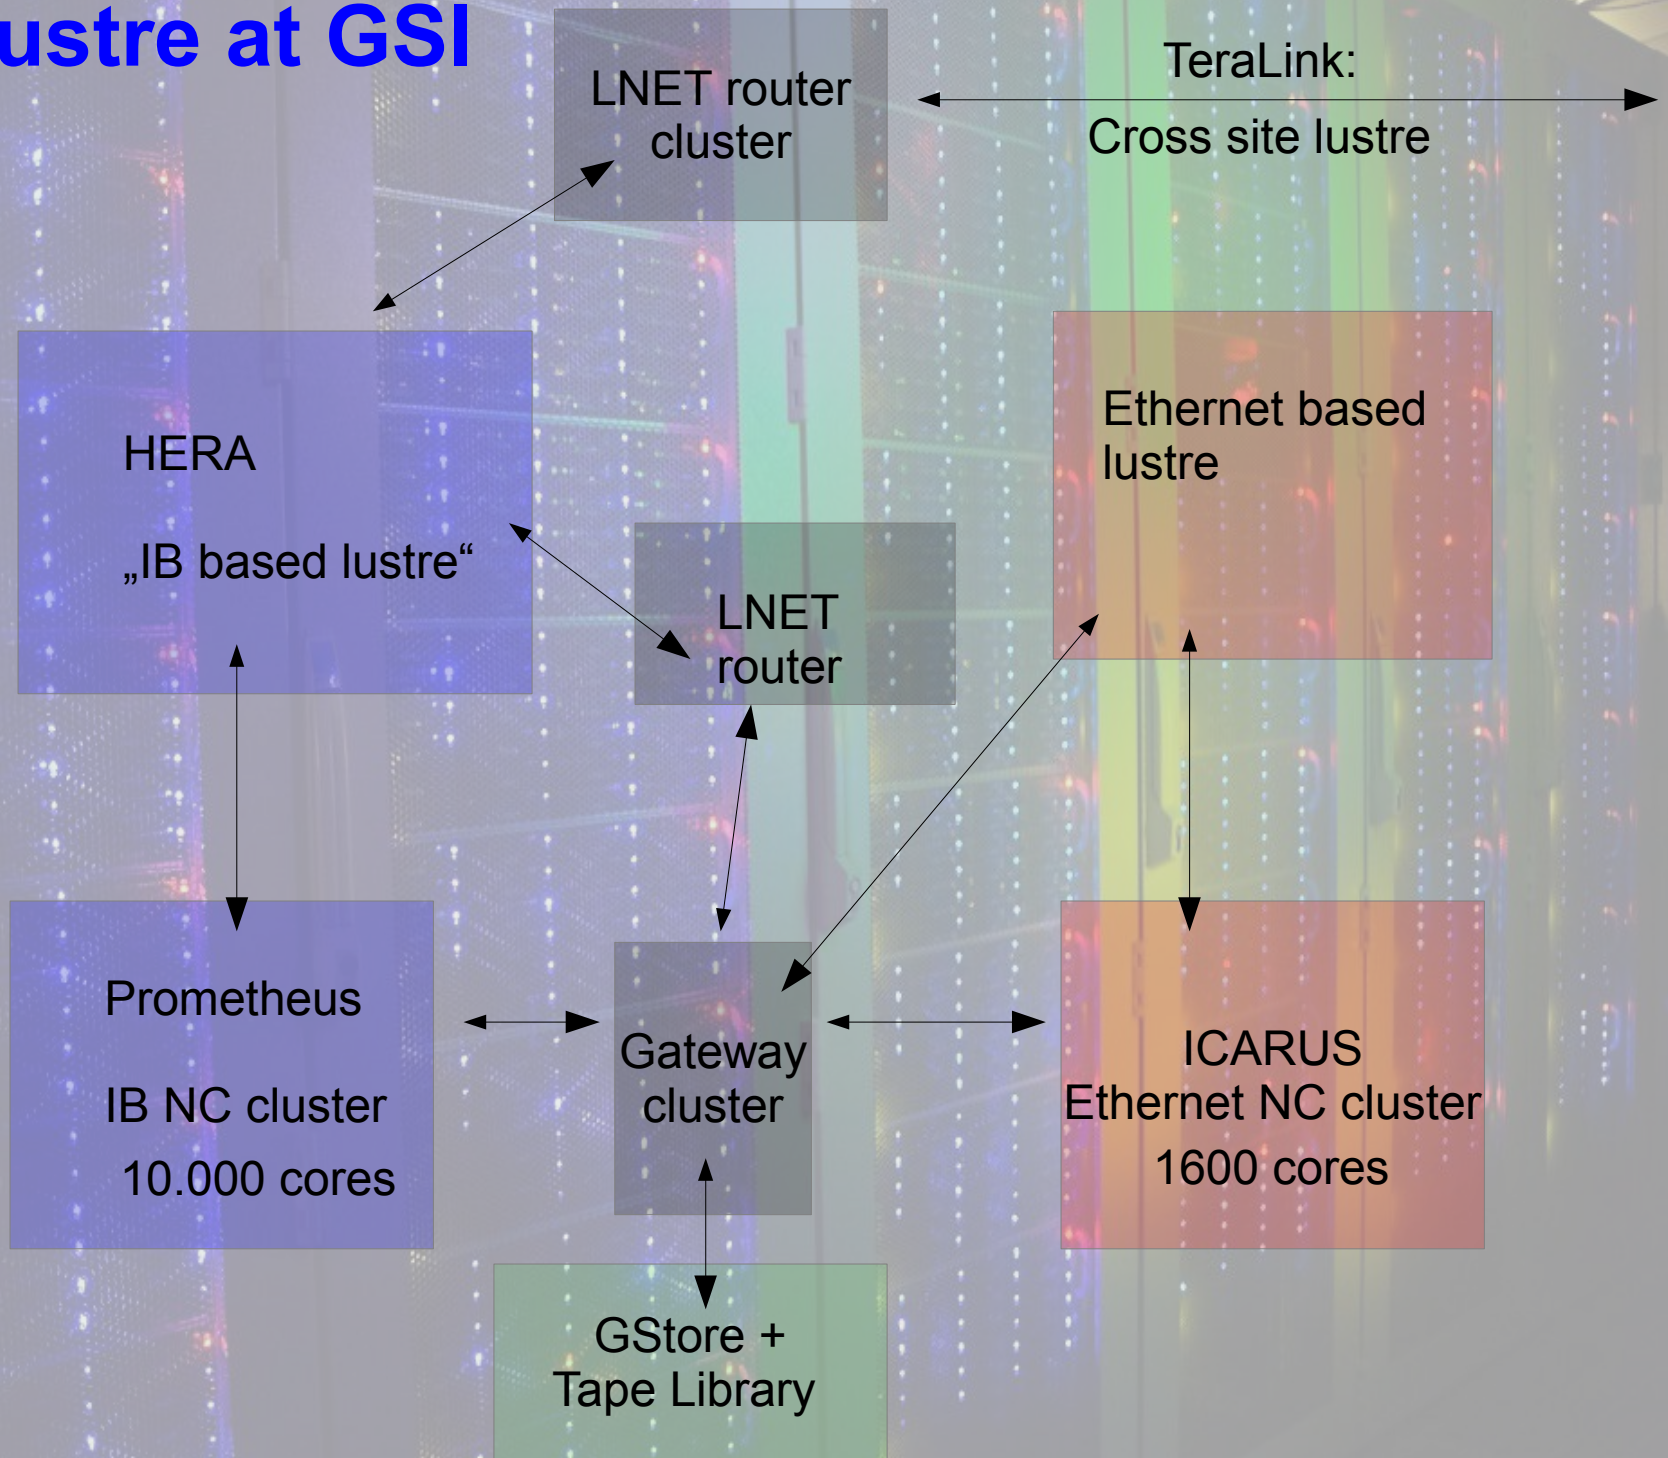 ustre at GSI
LNET router
cluster
TeraLink:
Cross site lustre
HERA
„IB based lustre“
Ethernet based
lustre
LNET
router
Prometheus
IB NC cluster
10.000 cores
Gateway
cluster
ICARUS
Ethernet NC cluster
1600 cores
GStore +
Tape Library